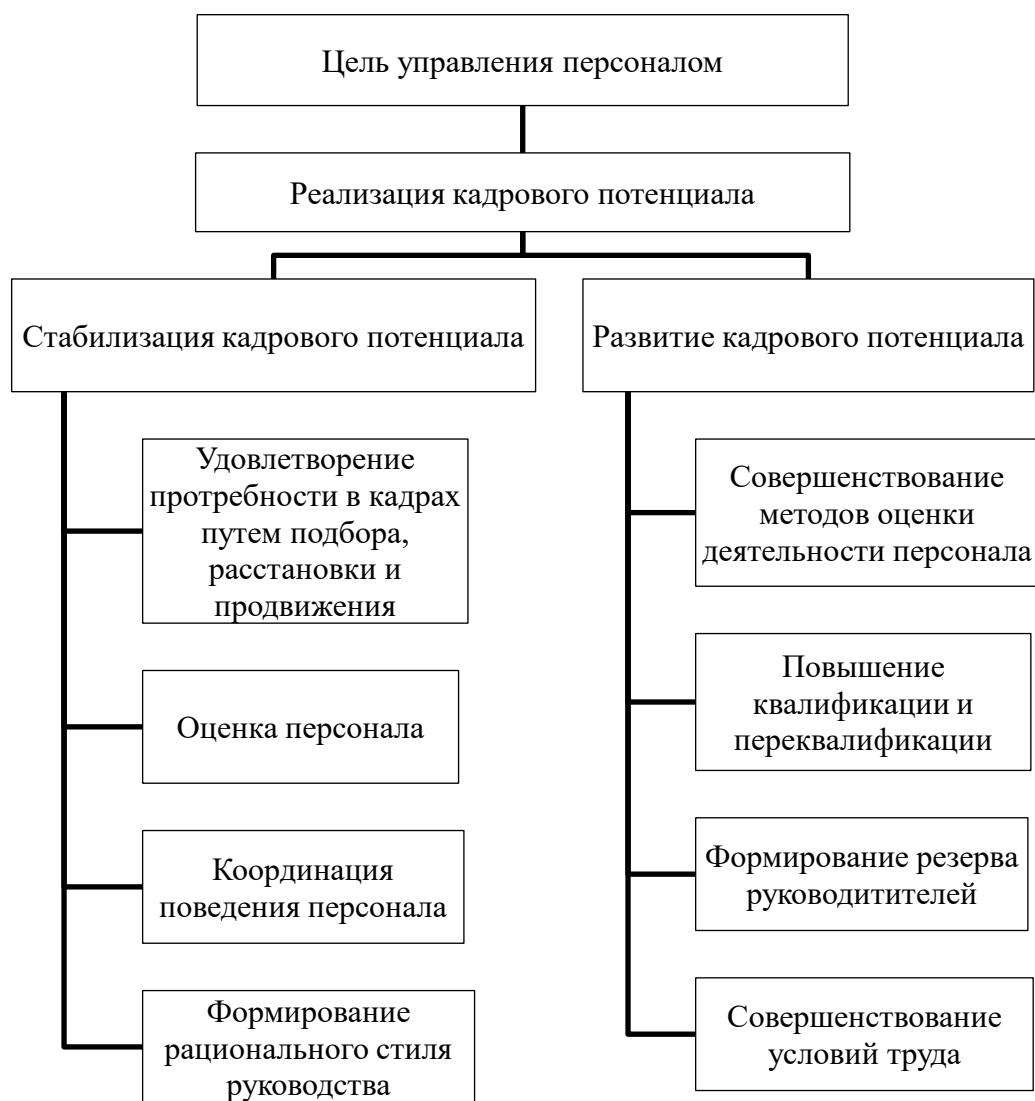 Цель управления персоналом
Реализация кадрового потенциала
Стабилизация кадрового потенциала
Удовлетворение
протребности в кадрах
путем подбора,
расстановки и
продвижения
Оценка персонала
Координация
поведения персонала
Формирование
рационального стиля
руководства
Развитие кадрового потенциала
Совершенствование
методов оценки
деятельности персонала
Повышение
квалификации и
переквалификации
Формирование резерва
руководитителей
Совершенствование
условий труда